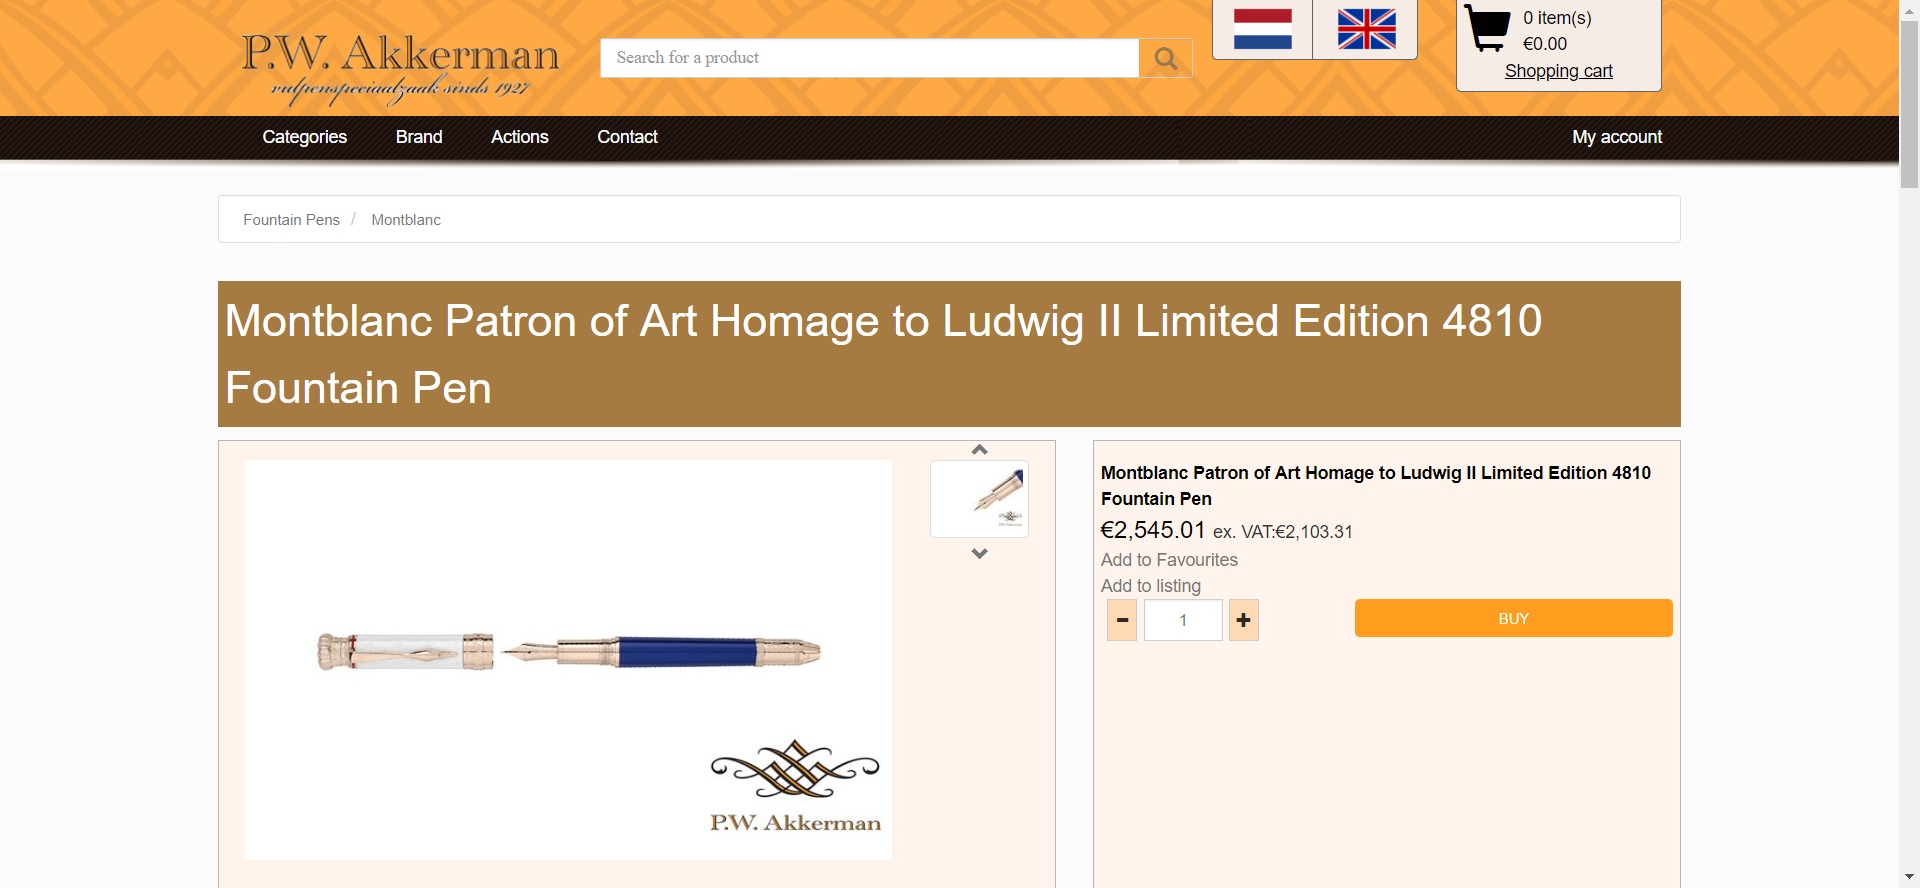 P.W. Akkerman
vulpenspeciaalzaak sinds 1927
Search for a product
0 item(s)
€0.00
Shopping cart
Categories
Brand
Actions
Contact
My account
Fountain Pens / Montblanc
Montblanc Patron of Art Homage to Ludwig II Limited Edition 4810
Fountain Pen
P.W. Akkerman
P.W. Akkerman
Montblanc Patron of Art Homage to Ludwig II Limited Edition 4810
Fountain Pen
€2,545.01 ex. VAT:€2,103.31
Add to Favourites
Add to listing
- 1 +
BUY